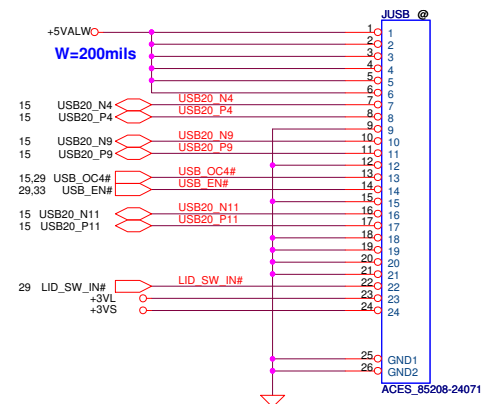 JUSB @
+5VALW
W=200mils
1 1
2 2
3 3
4 4
5 5
6 6
15 USB20_N4 USB20_N4 7 7
15 USB20_P4 USB20_P4 8 8
9 9
15 USB20_N9 USB20_N9 10 10
15 USB20_P9 USB20_P9 11 11
12 12
15,29 USB_OC4# USB_OC4# 13 13
29,33 USB_EN# USB_EN# 14 14
15 15
15 USB20_N11 USB20_N11 16 16
15 USB20_P11 USB20_P11 17 17
18 18
19 19
20 20
21 21
29 LID_SW_IN# LID_SW_IN# 22 22
+3VL 23 23
+3VS 24 24
25 GND1
26 GND2
ACES_85208-24071